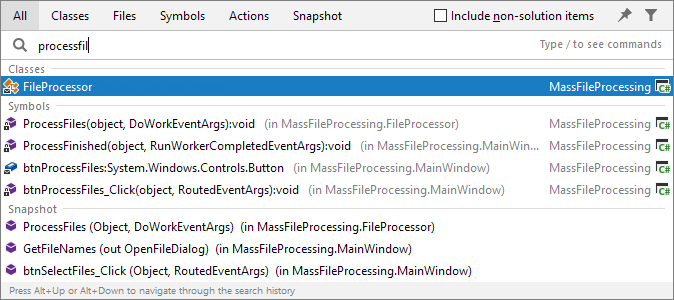 All Classes Files Symbols Actions Snapshot Include non-solution items
processfil Type / to see commands
Classes
FileProcessor MassFileProcessing C#
Symbols
ProcessFiles(object, DoWorkEventArgs):void (in MassFileProcessing.FileProcessor) MassFileProcessing C#
ProcessFinished(object, RunWorkerCompletedEventArgs):void (in MassFileProcessing.MainWin... MassFileProcessing C#
btnProcessFiles:System.Windows.Controls.Button (in MassFileProcessing.MainWindow) MassFileProcessing C#
btnProcessFiles_Click(object, RoutedEventArgs):void (in MassFileProcessing.MainWindow) MassFileProcessing C#
Snapshot
ProcessFiles (Object, DoWorkEventArgs) (in MassFileProcessing.FileProcessor)
GetFileNames (out OpenFileDialog) (in MassFileProcessing.MainWindow)
btnSelectFiles_Click (Object, RoutedEventArgs) (in MassFileProcessing.MainWindow)
Press Alt+Up or Alt+Down to navigate through the search history